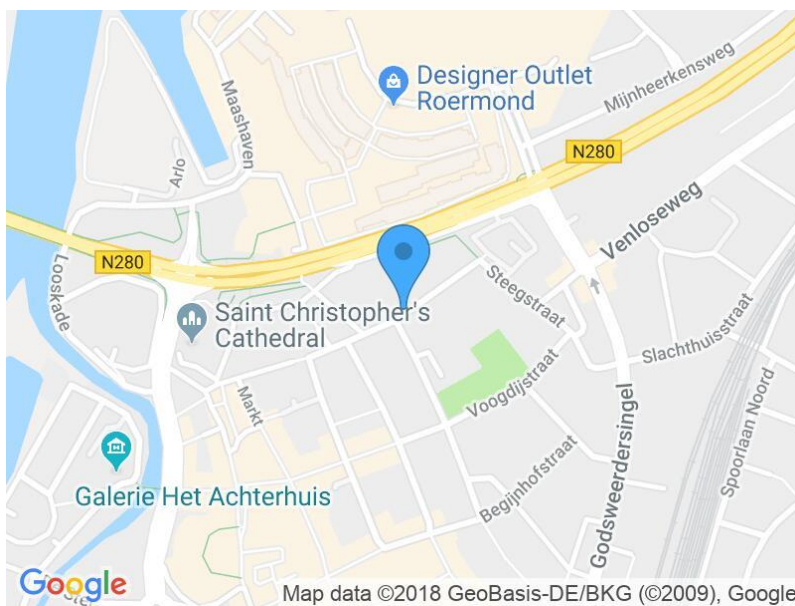 Mijnheerkensweg
Designer Outlet
Roermond
Maashaven
Arlo
N280
Venloseweg
N280
Looskade
Steegstraat
Saint Christopher's
Cathedral
Slachthuisstraat
Markt
Voogdijstraat
Spoorlaan Noord
Godsweerdersingel
Begijnhofstraat
Galerie Het Achterhuis
Google
Map data ©2018 GeoBasis-DE/BKG (©2009), Google